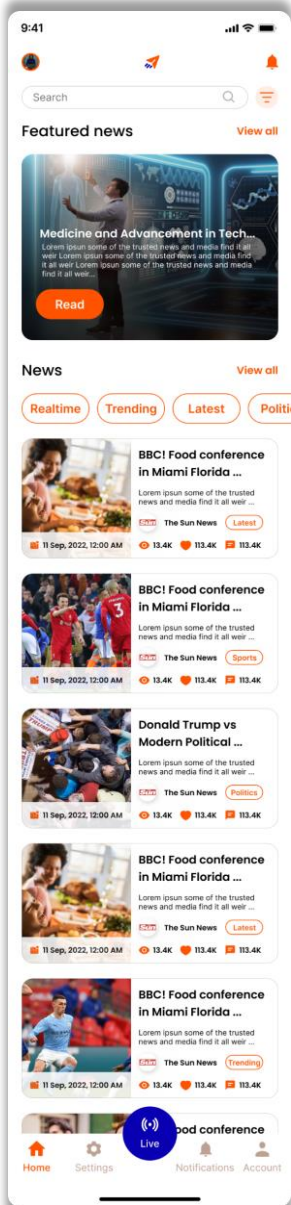 9:41
Search
Featured news
View all
Medicine and Advancement in Tech...
Lorem ipsun some of the trusted news and media find it all
weir Lorem ipsun some of the trusted news and media find
it all weir Lorem ipsun some of the trusted news and media
find it all weir...
Read
News
View all
Realtime
Trending
Latest
Politi
BBC! Food conference
in Miami Florida ...
Lorem ipsun some of the trusted
news and media find it all weir ...
The Sun News
Latest
11 Sep, 2022, 12:00 AM
13.4K
113.4K
113.4K
BBC! Food conference
in Miami Florida ...
Lorem ipsun some of the trusted
news and media find it all weir ...
The Sun News
Sports
11 Sep, 2022, 12:00 AM
13.4K
113.4K
113.4K
Donald Trump vs
Modern Political ...
Lorem ipsun some of the trusted
news and media find it all weir ...
The Sun News
Politics
11 Sep, 2022, 12:00 AM
13.4K
113.4K
113.4K
BBC! Food conference
in Miami Florida ...
Lorem ipsun some of the trusted
news and media find it all weir ...
The Sun News
Latest
11 Sep, 2022, 12:00 AM
13.4K
113.4K
113.4K
BBC! Food conference
in Miami Florida ...
Lorem ipsun some of the trusted
news and media find it all weir ...
The Sun News
Trending
11 Sep, 2022, 12:00 AM
13.4K
113.4K
113.4K
ood conference
Live
Home
Settings
Notifications
Account